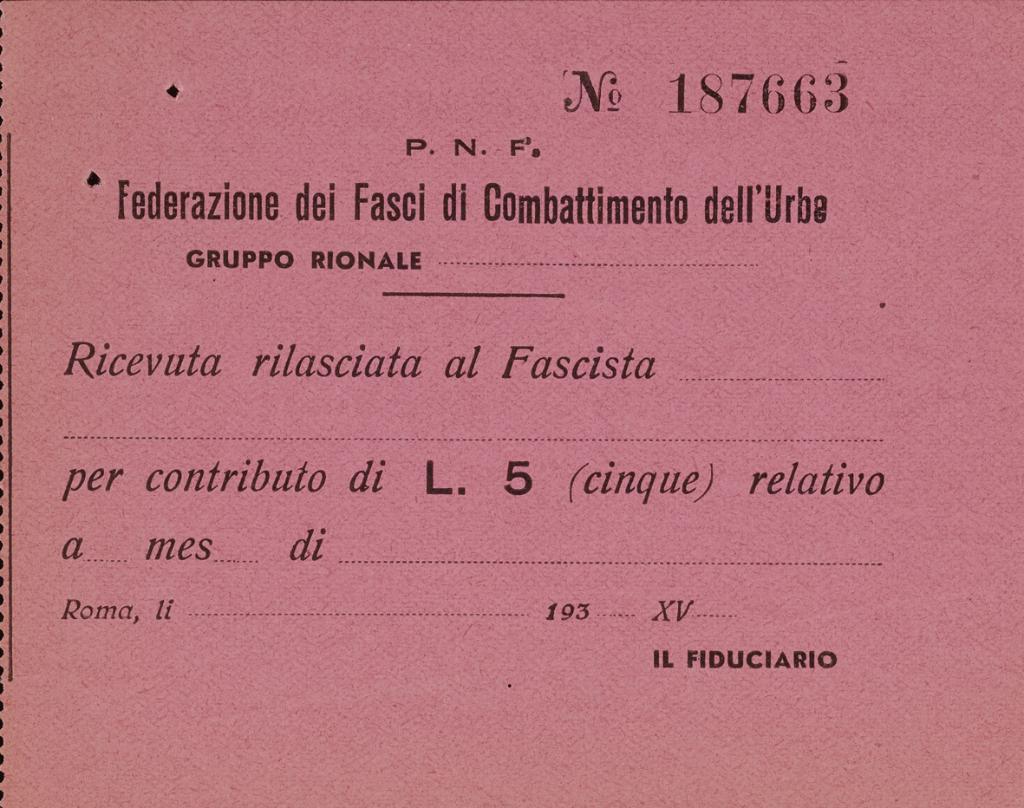 № 187663
P. N. F.
Federazione dei Fasci di Combattimento dell'Urbe
GRUPPO RIONALE
Ricevuta rilasciata al Fascista
per contributo di L. 5 (cinque) relativo
a mes di
Roma, li 193 XV
IL FIDUCIARIO